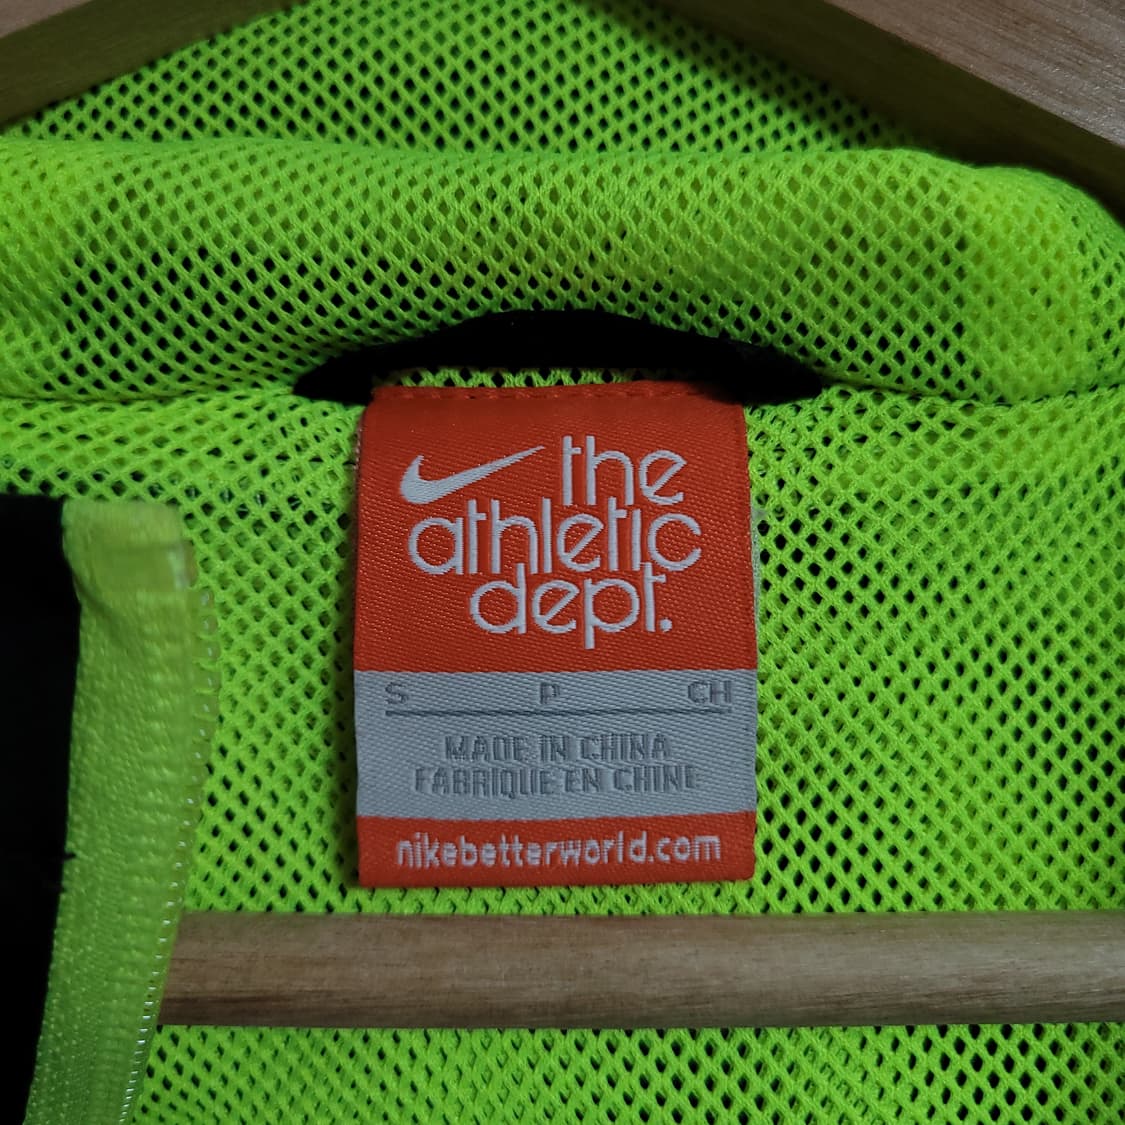 the
athletic
dept.
S P CH
MADE IN CHINA
FABRIQUE EN CHINE
nikebetterworld.com